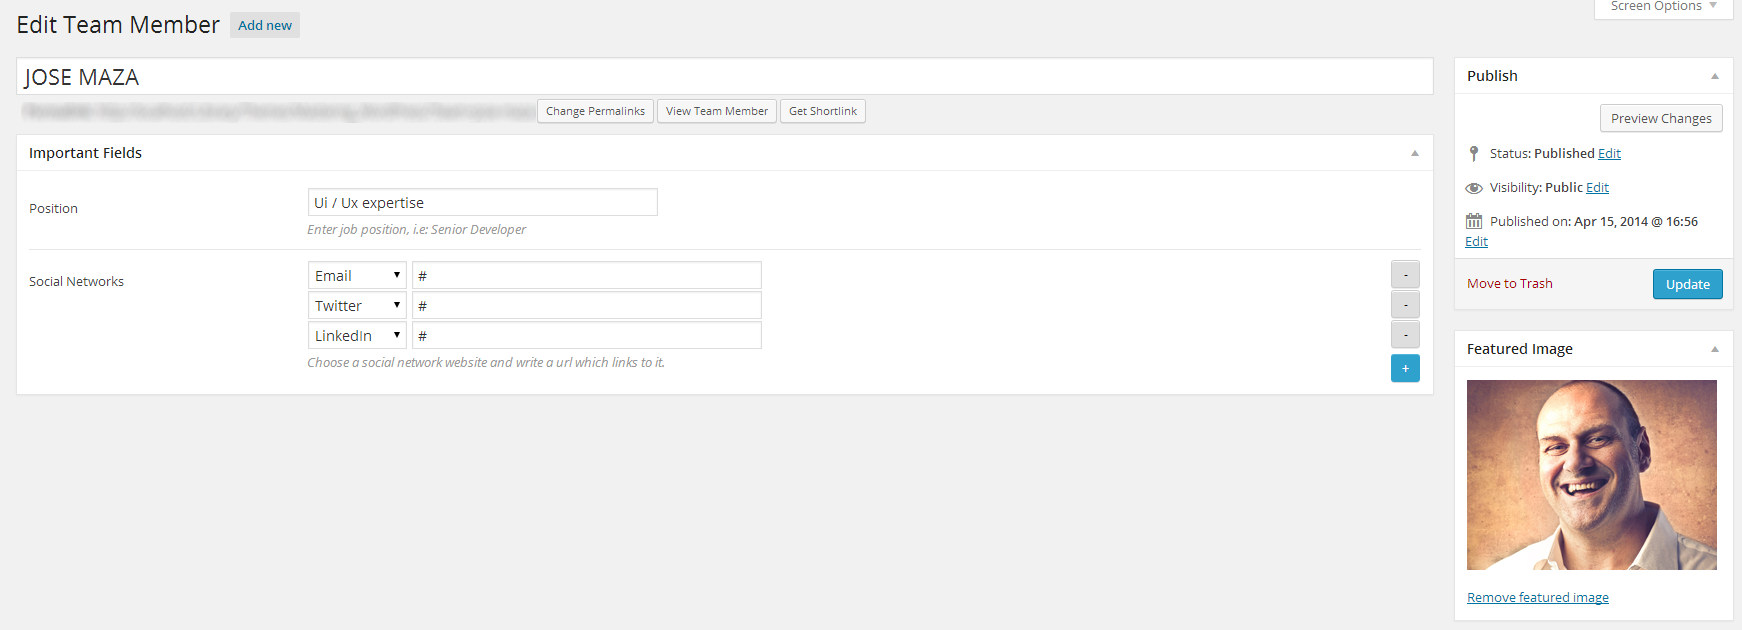 Screen Options
Edit Team Member Add new
JOSE MAZA
Change Permalinks View Team Member Get Shortlink
Important Fields
Position
Ui / Ux expertise
Enter job position, i.e: Senior Developer
Social Networks
Email # -
Twitter # -
LinkedIn # -
Choose a social network website and write a url which links to it.
+
Publish
Preview Changes
Status: Published Edit
Visibility: Public Edit
Published on: Apr 15, 2014 @ 16:56
Edit
Move to Trash Update
Featured Image
Remove featured image